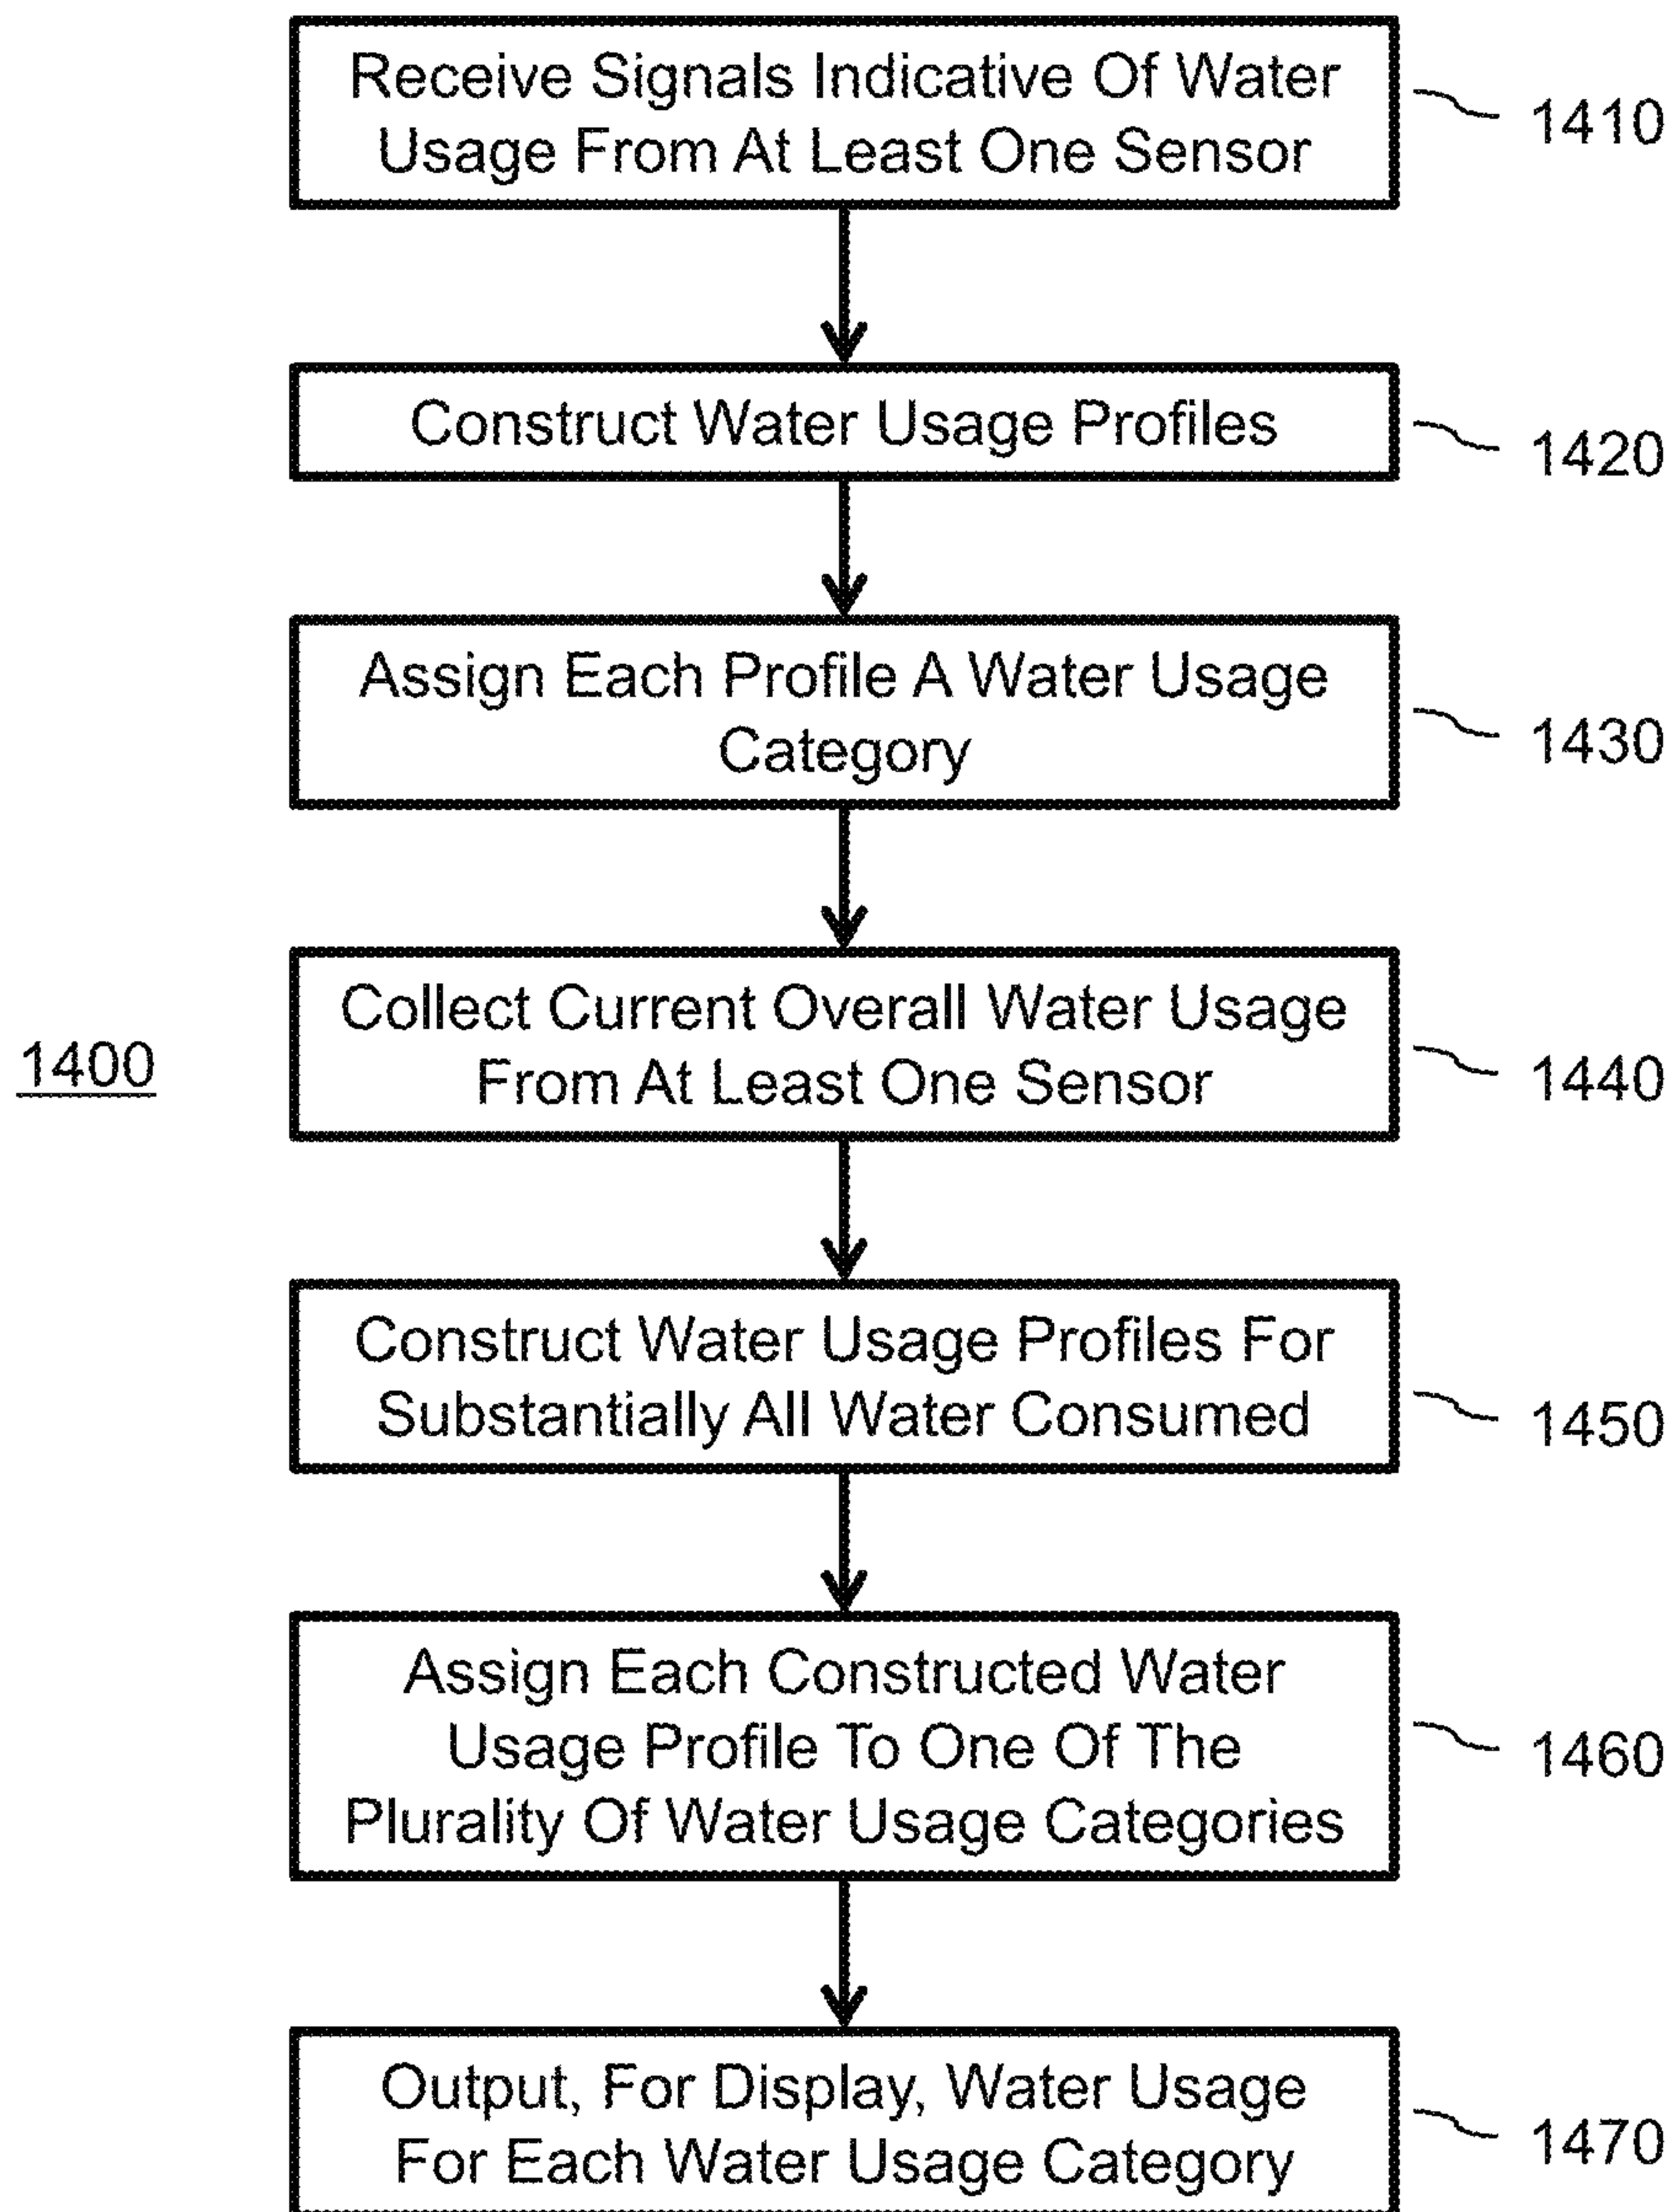 Receive Signals Indicative Of Water
Usage From At Least One Sensor
1410
Construct Water Usage Profiles
1420
Assign Each Profile A Water Usage
Category
1430
1400
Collect Current Overall Water Usage
From At Least One Sensor
1440
Construct Water Usage Profiles For
Substantially All Water Consumed
1450
Assign Each Constructed Water
Usage Profile To One Of The
Plurality Of Water Usage Categories
1460
Output, For Display, Water Usage
For Each Water Usage Category
1470